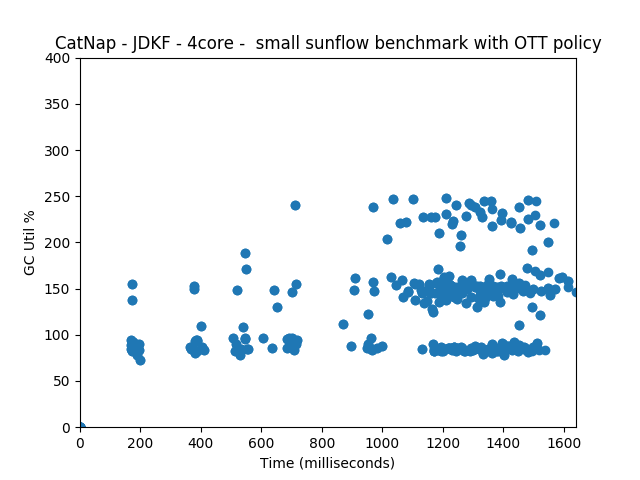 CatNap - JDKF - 4core -  small sunflow benchmark with OTT policy
400
350
300
250
200
150
100
50
0
GC Util %
0 200 400 600 800 1000 1200 1400 1600
Time (milliseconds)